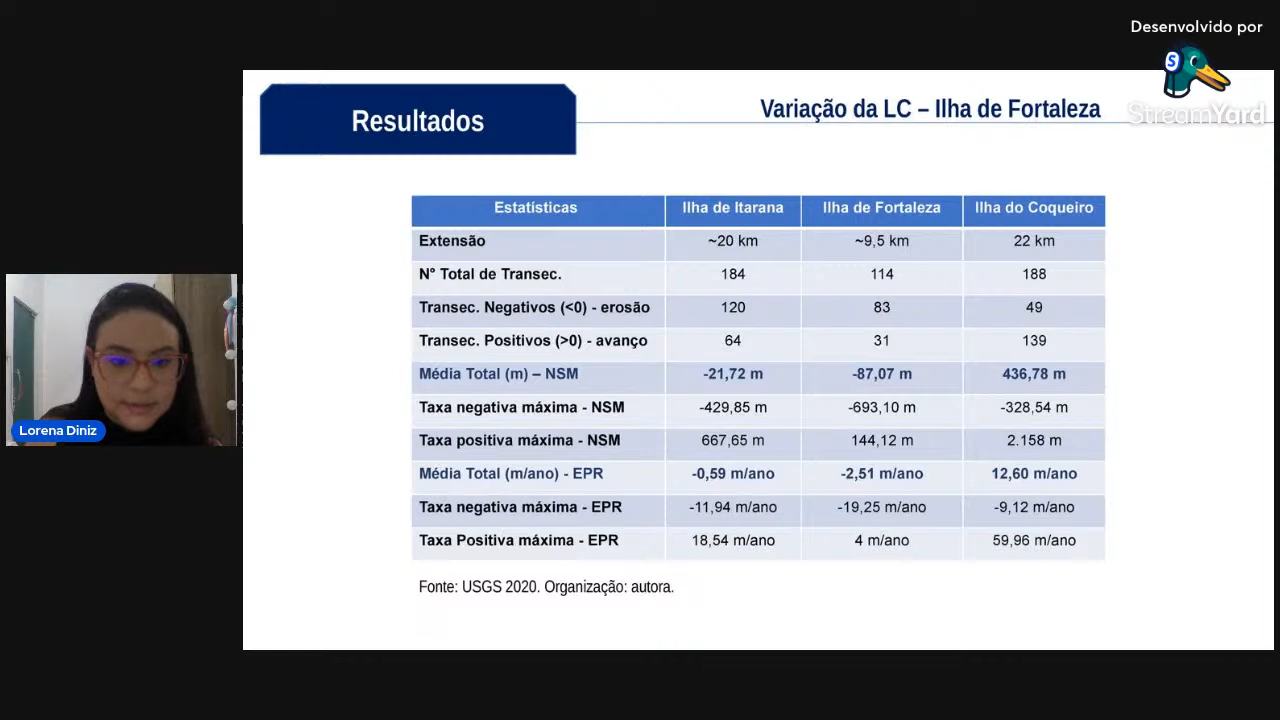 Desenvolvido por
S
StreamYard
Resultados
Variação da LC – Ilha de Fortaleza
Estatísticas Ilha de Itarana Ilha de Fortaleza Ilha do Coqueiro
Extensão ~20 km ~9,5 km 22 km
N° Total de Transec. 184 114 188
Transec. Negativos (<0) - erosão 120 83 49
Transec. Positivos (>0) - avanço 64 31 139
Média Total (m) – NSM -21,72 m -87,07 m 436,78 m
Taxa negativa máxima - NSM -429,85 m -693,10 m -328,54 m
Taxa positiva máxima - NSM 667,65 m 144,12 m 2.158 m
Média Total (m/ano) - EPR -0,59 m/ano -2,51 m/ano 12,60 m/ano
Taxa negativa máxima - EPR -11,94 m/ano -19,25 m/ano -9,12 m/ano
Taxa Positiva máxima - EPR 18,54 m/ano 4 m/ano 59,96 m/ano
Fonte: USGS 2020. Organização: autora.
Lorena Diniz